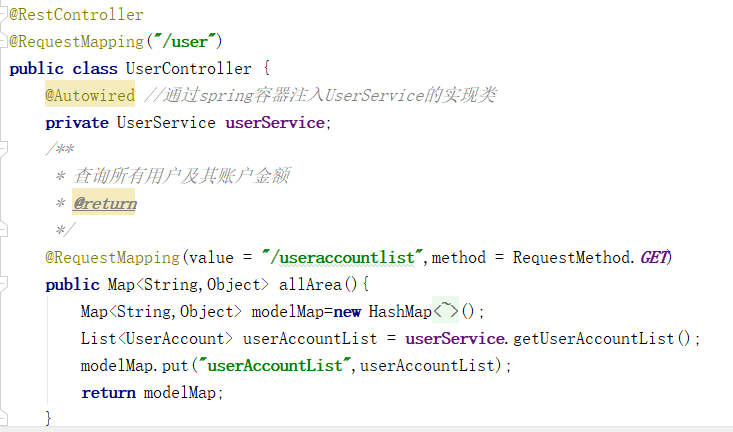 @RestController
@RequestMapping("/user")
public class UserController {
@Autowired //通过spring容器注入UserService的实现类
private UserService userService;
/**
* 查询所有用户及其账户金额
* @return
*/
@RequestMapping(value = "/useraccountlist",method = RequestMethod.GET)
public Map<String,Object> allArea(){
Map<String,Object> modelMap=new HashMap<~>();
List<UserAccount> userAccountList = userService.getUserAccountList();
modelMap.put("userAccountList",userAccountList);
return modelMap;
}